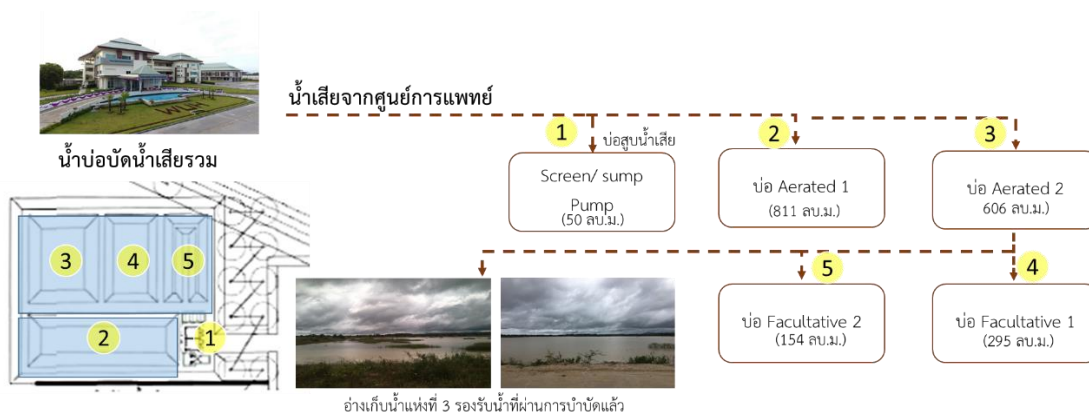 น้ำเสียจากศูนย์การแพทย์
น้ำบ่อบัดน้ำเสียรวม
1
บ่อสูบน้ำเสีย
Screen/ sump
Pump
(50 ลบ.ม.)
2
บ่อ Aerated 1
(811 ลบ.ม.)
3
บ่อ Aerated 2
606 ลบ.ม.)
4
บ่อ Facultative 1
(295 ลบ.ม.)
5
บ่อ Facultative 2
(154 ลบ.ม.)
3
4
5
2
1
อ่างเก็บน้ำแห่งที่ 3 รองรับน้ำที่ผ่านการบำบัดแล้ว